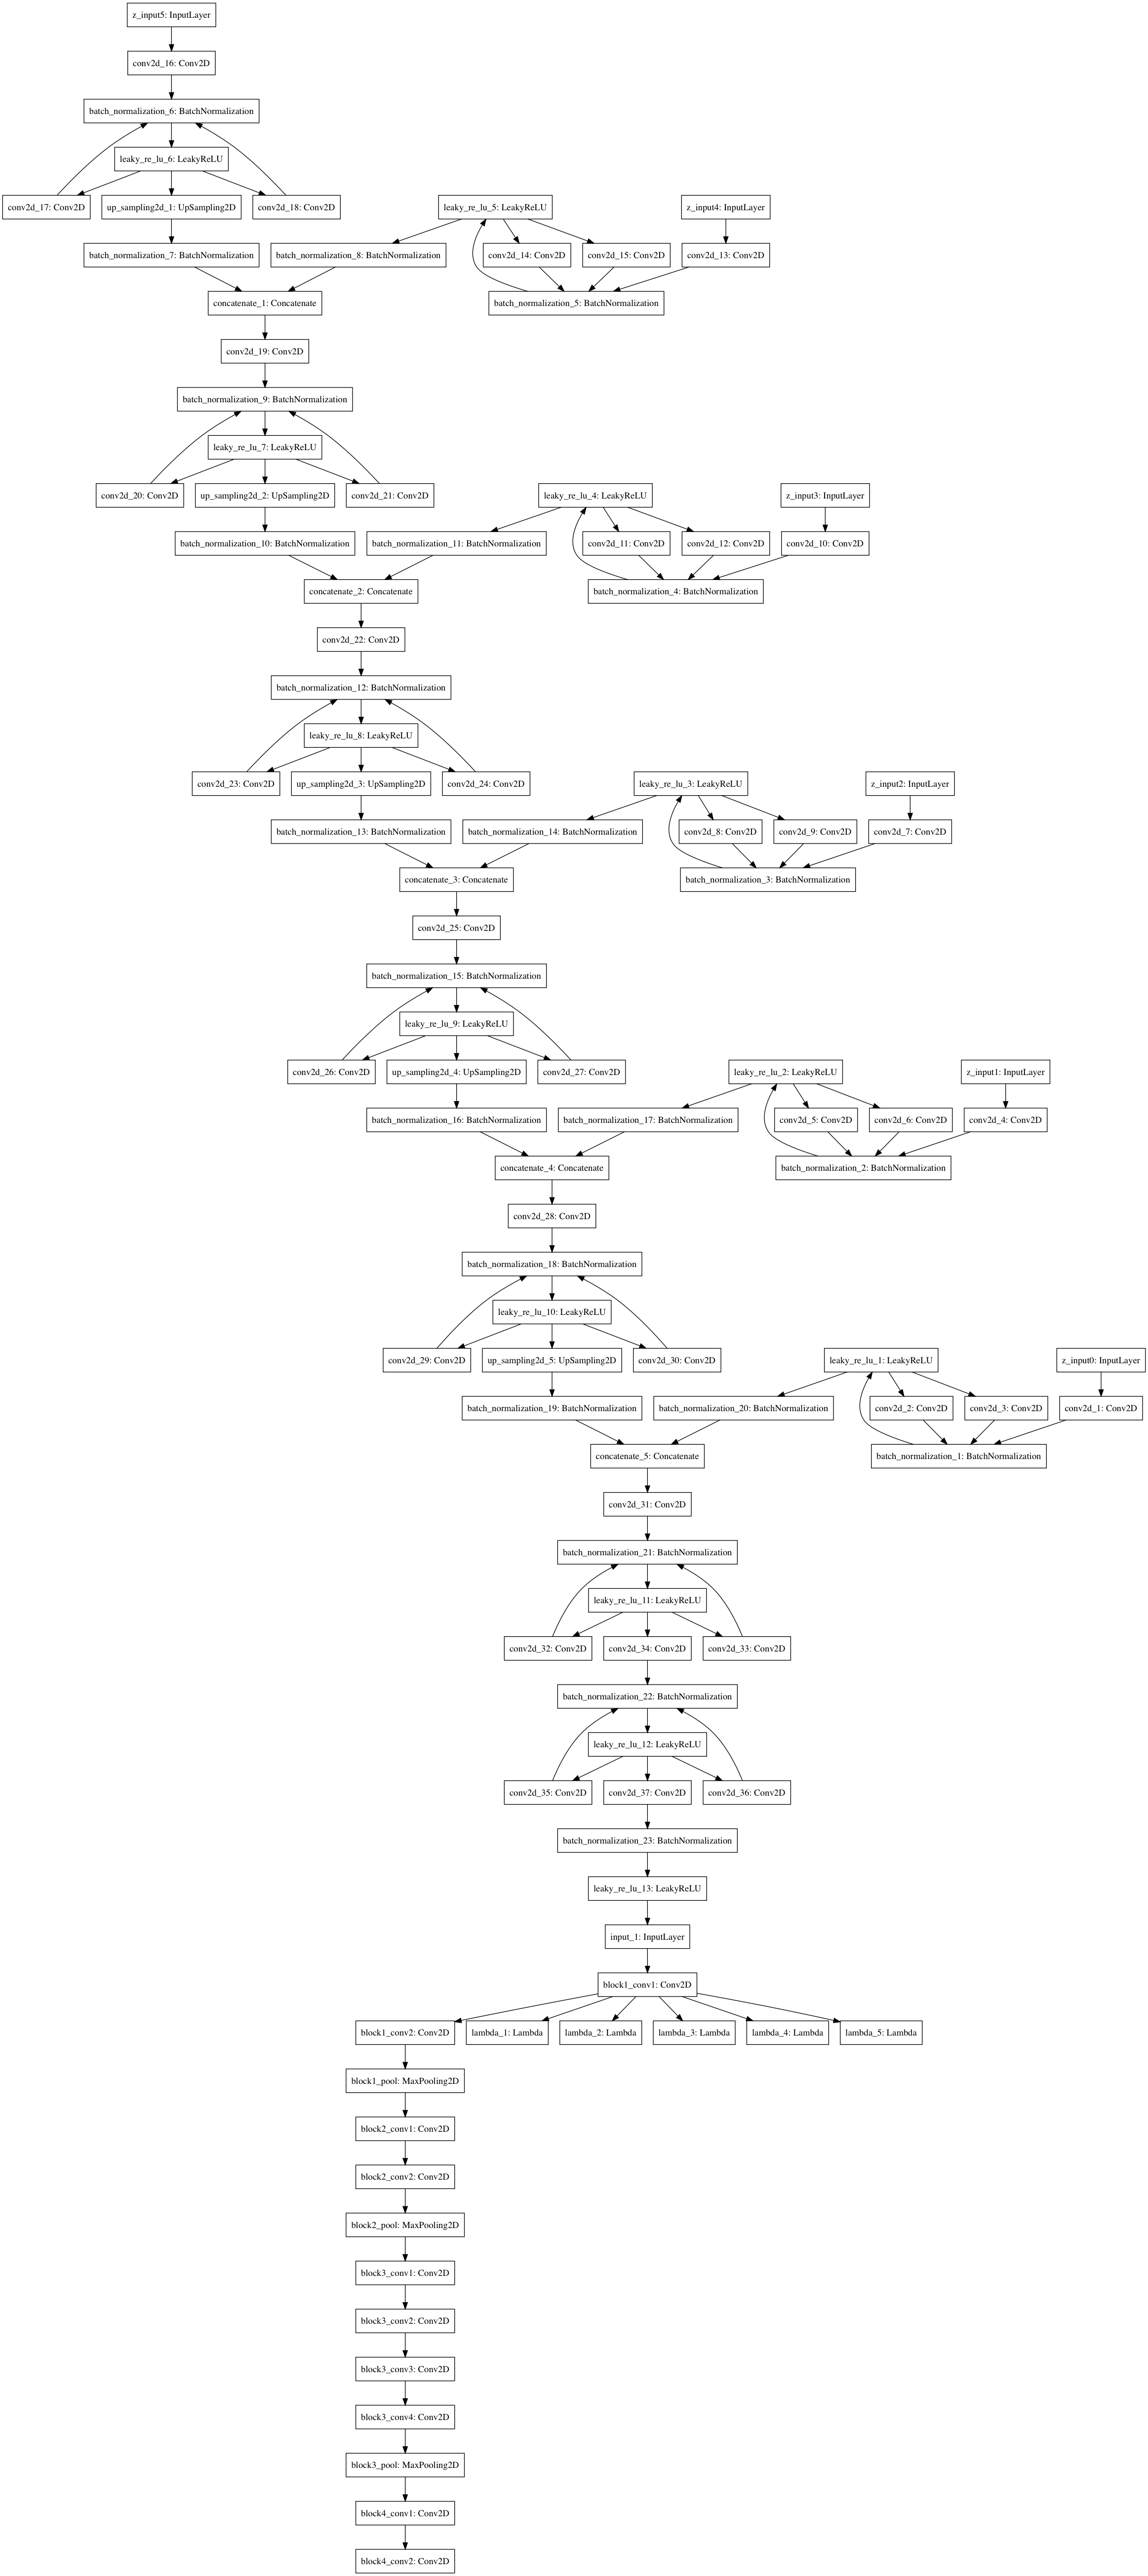 z_input5: InputLayer
conv2d_16: Conv2D
batch_normalization_6: BatchNormalization
leaky_re_lu_6: LeakyReLU
conv2d_17: Conv2D
up_sampling2d_1: UpSampling2D
conv2d_18: Conv2D
leaky_re_lu_5: LeakyReLU
z_input4: InputLayer
batch_normalization_7: BatchNormalization
batch_normalization_8: BatchNormalization
conv2d_14: Conv2D
conv2d_15: Conv2D
conv2d_13: Conv2D
concatenate_1: Concatenate
batch_normalization_5: BatchNormalization
conv2d_19: Conv2D
batch_normalization_9: BatchNormalization
leaky_re_lu_7: LeakyReLU
conv2d_20: Conv2D
up_sampling2d_2: UpSampling2D
conv2d_21: Conv2D
leaky_re_lu_4: LeakyReLU
z_input3: InputLayer
batch_normalization_10: BatchNormalization
batch_normalization_11: BatchNormalization
conv2d_11: Conv2D
conv2d_12: Conv2D
conv2d_10: Conv2D
concatenate_2: Concatenate
batch_normalization_4: BatchNormalization
conv2d_22: Conv2D
batch_normalization_12: BatchNormalization
leaky_re_lu_8: LeakyReLU
conv2d_23: Conv2D
up_sampling2d_3: UpSampling2D
conv2d_24: Conv2D
leaky_re_lu_3: LeakyReLU
z_input2: InputLayer
batch_normalization_13: BatchNormalization
batch_normalization_14: BatchNormalization
conv2d_8: Conv2D
conv2d_9: Conv2D
conv2d_7: Conv2D
concatenate_3: Concatenate
batch_normalization_3: BatchNormalization
conv2d_25: Conv2D
batch_normalization_15: BatchNormalization
leaky_re_lu_9: LeakyReLU
conv2d_26: Conv2D
up_sampling2d_4: UpSampling2D
conv2d_27: Conv2D
leaky_re_lu_2: LeakyReLU
z_input1: InputLayer
batch_normalization_16: BatchNormalization
batch_normalization_17: BatchNormalization
conv2d_5: Conv2D
conv2d_6: Conv2D
conv2d_4: Conv2D
concatenate_4: Concatenate
batch_normalization_2: BatchNormalization
conv2d_28: Conv2D
batch_normalization_18: BatchNormalization
leaky_re_lu_10: LeakyReLU
conv2d_29: Conv2D
up_sampling2d_5: UpSampling2D
conv2d_30: Conv2D
leaky_re_lu_1: LeakyReLU
z_input0: InputLayer
batch_normalization_19: BatchNormalization
batch_normalization_20: BatchNormalization
conv2d_2: Conv2D
conv2d_3: Conv2D
conv2d_1: Conv2D
concatenate_5: Concatenate
batch_normalization_1: BatchNormalization
conv2d_31: Conv2D
batch_normalization_21: BatchNormalization
leaky_re_lu_11: LeakyReLU
conv2d_32: Conv2D
conv2d_34: Conv2D
conv2d_33: Conv2D
batch_normalization_22: BatchNormalization
leaky_re_lu_12: LeakyReLU
conv2d_35: Conv2D
conv2d_37: Conv2D
conv2d_36: Conv2D
batch_normalization_23: BatchNormalization
leaky_re_lu_13: LeakyReLU
input_1: InputLayer
block1_conv1: Conv2D
block1_conv2: Conv2D
lambda_1: Lambda
lambda_2: Lambda
lambda_3: Lambda
lambda_4: Lambda
lambda_5: Lambda
block1_pool: MaxPooling2D
block2_conv1: Conv2D
block2_conv2: Conv2D
block2_pool: MaxPooling2D
block3_conv1: Conv2D
block3_conv2: Conv2D
block3_conv3: Conv2D
block3_conv4: Conv2D
block3_pool: MaxPooling2D
block4_conv1: Conv2D
block4_conv2: Conv2D